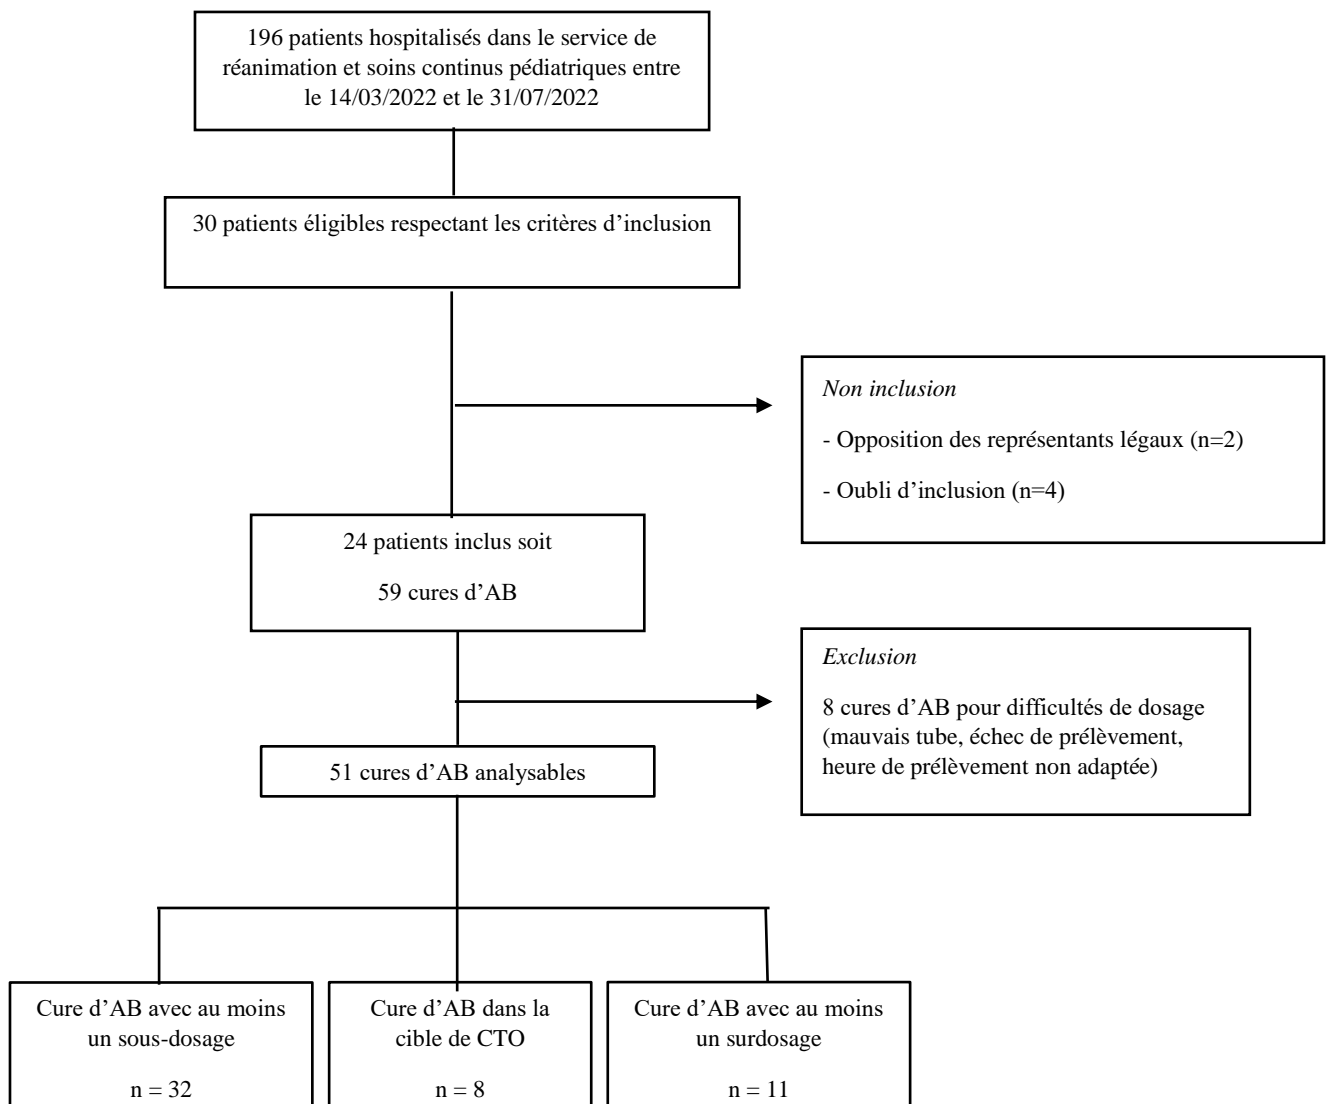 196 patients hospitalisés dans le service de
réanimation et soins continus pédiatriques entre
le 14/03/2022 et le 31/07/2022
30 patients éligibles respectant les critères d’inclusion
Non inclusion
- Opposition des représentants légaux (n=2)
- Oubli d’inclusion (n=4)
24 patients inclus soit
59 cures d’AB
Exclusion
8 cures d’AB pour difficultés de dosage
(mauvais tube, échec de prélèvement,
heure de prélèvement non adaptée)
51 cures d’AB analysables
Cure d’AB avec au moins
un sous-dosage
n = 32
Cure d’AB dans la
cible de CTO
n = 8
Cure d’AB avec au moins
un surdosage
n = 11